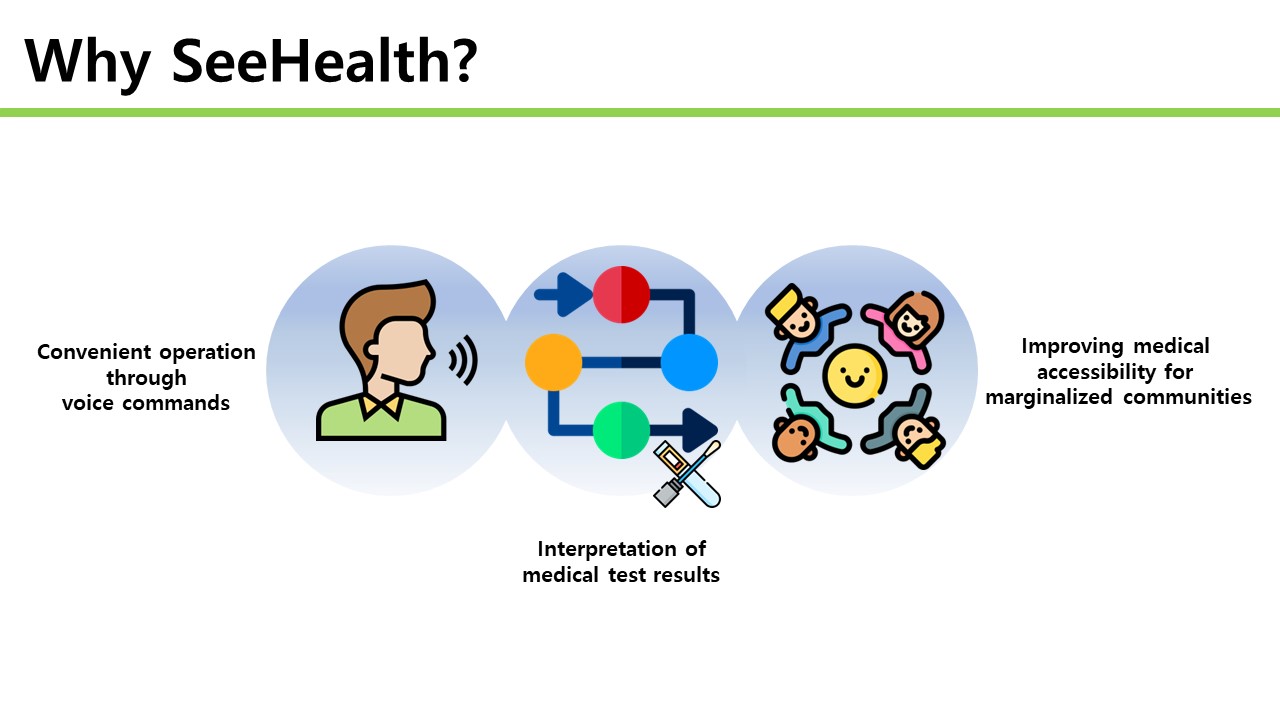 Why SeeHealth?
Convenient operation
through
voice commands
Interpretation of
medical test results
Improving medical
accessibility for
marginalized communities